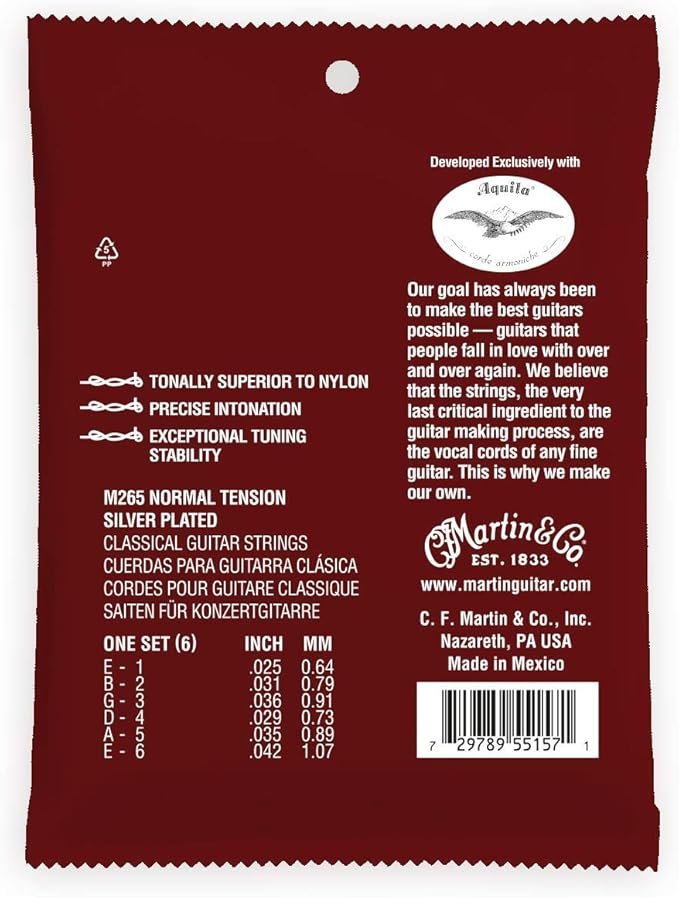 Developed Exclusively with
Aquila®
corde armoniche
Our goal has always been
to make the best guitars
possible — guitars that
people fall in love with over
and over again. We believe
that the strings, the very
last critical ingredient to the
guitar making process, are
the vocal cords of any fine
guitar. This is why we make
our own.
CF Martin & Co.
EST. 1833
www.martinguitar.com
C. F. Martin & Co., Inc.
Nazareth, PA USA
Made in Mexico
7 29789 55157 1
5
PP
TONALLY SUPERIOR TO NYLON
PRECISE INTONATION
EXCEPTIONAL TUNING
STABILITY
M265 NORMAL TENSION
SILVER PLATED
CLASSICAL GUITAR STRINGS
CUERDAS PARA GUITARRA CLÁSICA
CORDES POUR GUITARE CLASSIQUE
SAITEN FÜR KONZERTGITARRE
ONE SET (6) INCH MM
E - 1 .025 0.64
B - 2 .031 0.79
G - 3 .036 0.91
D - 4 .029 0.73
A - 5 .035 0.89
E - 6 .042 1.07